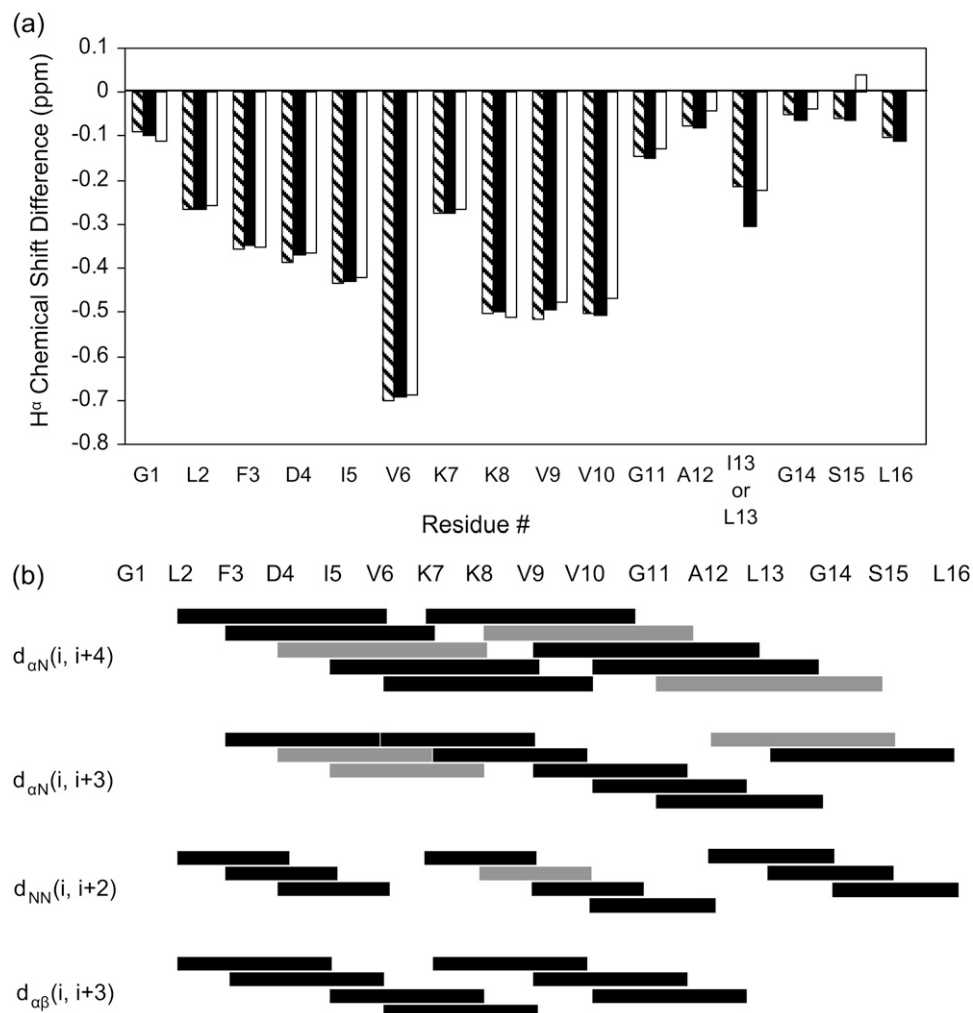 (a)
0.1
0
-0.1
-0.2
-0.3
-0.4
-0.5
-0.6
-0.7
-0.8
Hα Chemical Shift Difference (ppm)
G1 L2 F3 D4 I5 V6 K7 K8 V9 V10 G11 A12 I13 or L13 G14 S15 L16
Residue #
(b) G1 L2 F3 D4 I5 V6 K7 K8 V9 V10 G11 A12 L13 G14 S15 L16
dαN(i, i+4)
dαN(i, i+3)
dNN(i, i+2)
dαβ(i, i+3)